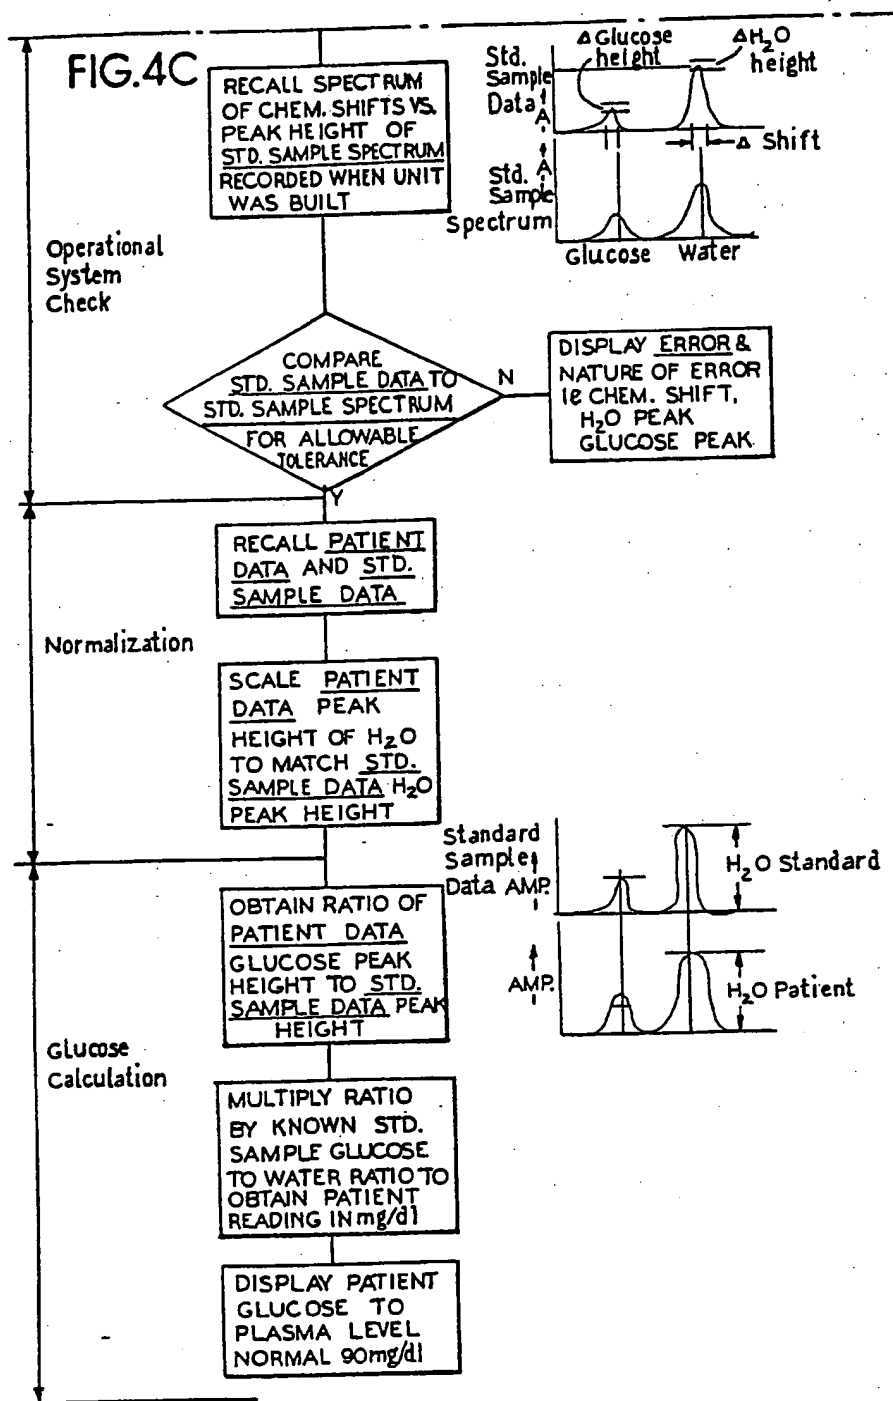 FIG.4C
RECALL SPECTRUM
OF CHEM. SHIFTS VS.
PEAK HEIGHT OF
STD. SAMPLE SPECTRUM
RECORDED WHEN UNIT
WAS BUILT
Δ Glucose
height
ΔH₂O
height
Std.
Sample
Data
A
Δ Shift
Std.
Sample
Spectrum
A
Glucose
Water
Operational
System
Check
COMPARE
STD. SAMPLE DATA TO
STD. SAMPLE SPECTRUM
FOR ALLOWABLE
TOLERANCE
N
DISPLAY ERROR &
NATURE OF ERROR
ie CHEM. SHIFT,
H₂O PEAK
GLUCOSE PEAK
Y
RECALL PATIENT
DATA AND STD.
SAMPLE DATA
Normalization
SCALE PATIENT
DATA PEAK
HEIGHT OF H₂O
TO MATCH STD.
SAMPLE DATA H₂O
PEAK HEIGHT
Standard
Sample
Data AMP.
H₂O Standard
OBTAIN RATIO OF
PATIENT DATA
GLUCOSE PEAK
HEIGHT TO STD.
SAMPLE DATA PEAK
HEIGHT
AMP.
H₂O Patient
Glucose
Calculation
MULTIPLY RATIO
BY KNOWN STD.
SAMPLE GLUCOSE
TO WATER RATIO TO
OBTAIN PATIENT
READING IN mg/dl
DISPLAY PATIENT
GLUCOSE TO
PLASMA LEVEL
NORMAL 90mg/dl